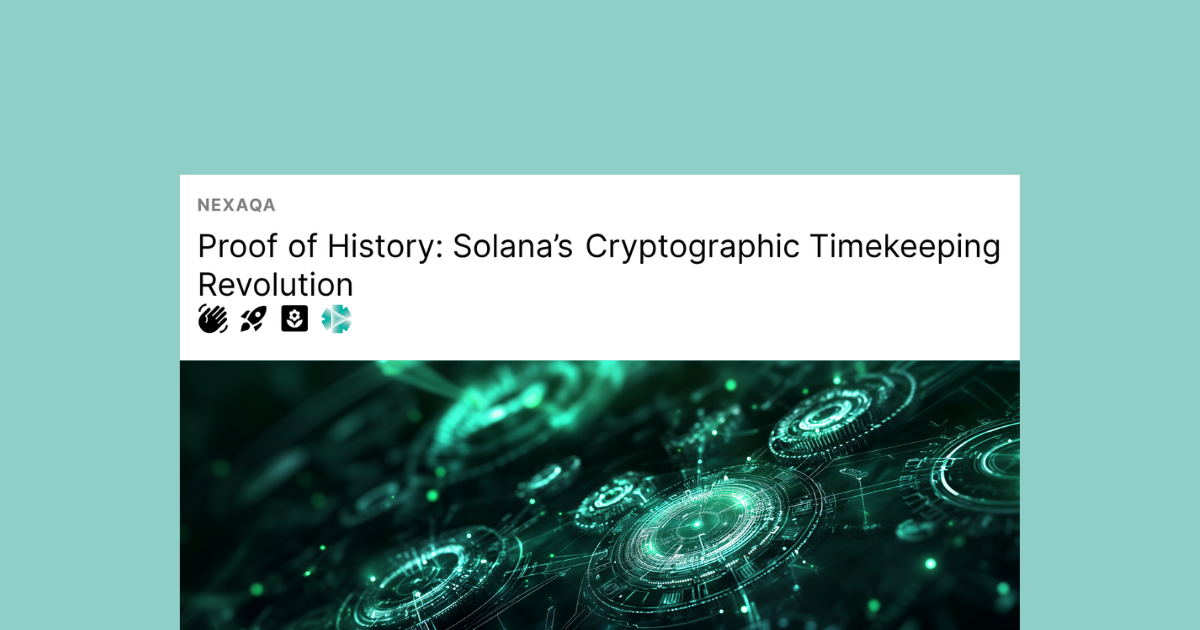 NEXAQA
Proof of History: Solana’s Cryptographic Timekeeping
Revolution